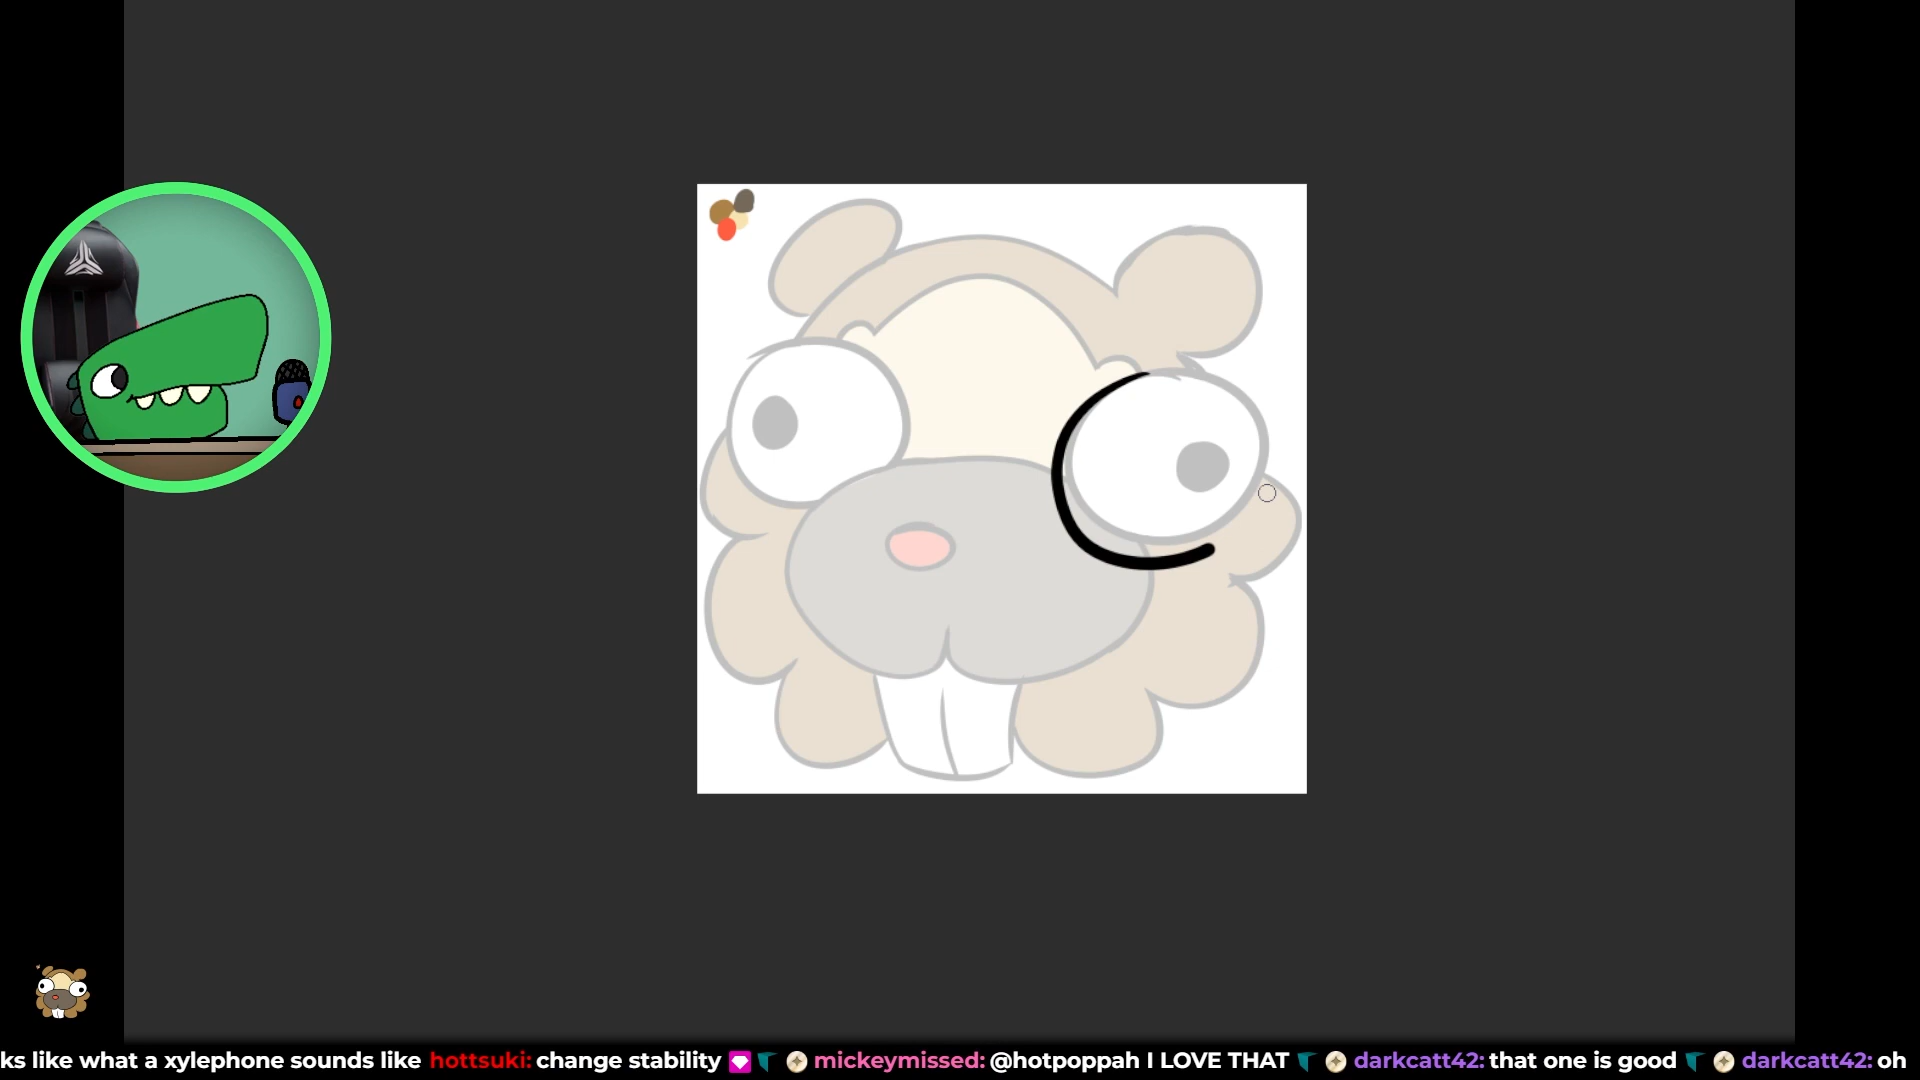 ks like what a xylephone sounds like hottsuki: change stability mickeymissed: @hotpoppah I LOVE THAT darkcatt42: that one is good darkcatt42: oh